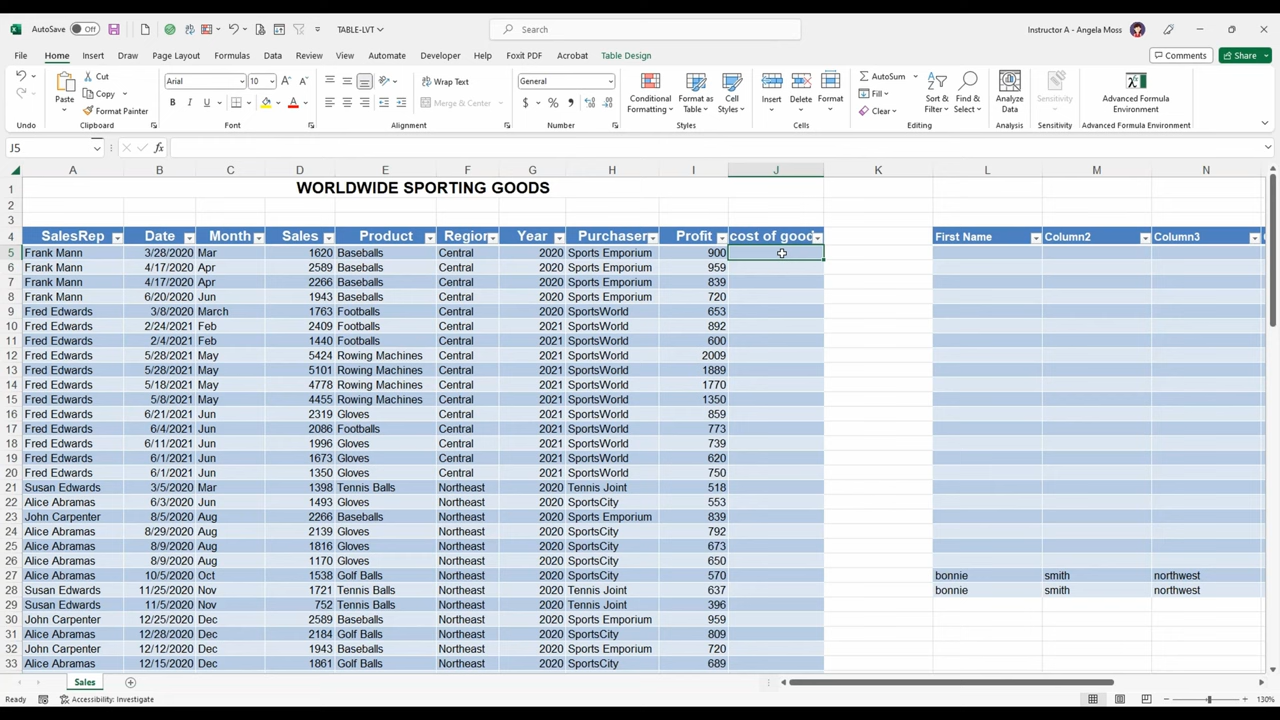 AutoSave Off TABLE-LVT Search Instructor A - Angela Moss
File Home Insert Draw Page Layout Formulas Data Review View Automate Developer Help Foxit PDF Acrobat Table Design Comments Share
Cut Arial 10 Wrap Text General AutoSum
Copy Fill
Paste Format Painter Merge & Center Conditional Formatting Format as Table Cell Styles Insert Delete Format Clear Sort & Filter Find & Select Analyze Data Sensitivity Advanced Formula Environment
Undo Clipboard Font Alignment Number Styles Cells Editing Analysis Sensitivity Advanced Formula Environment
J5 fx
A B C D E F G H I J K L M N
1 WORLDWIDE SPORTING GOODS
2
3
4 SalesRep Date Month Sales Product Region Year Purchaser Profit cost of good First Name Column2 Column3
5 Frank Mann 3/28/2020 Mar 1620 Baseballs Central 2020 Sports Emporium 900
6 Frank Mann 4/17/2020 Apr 2589 Baseballs Central 2020 Sports Emporium 959
7 Frank Mann 4/17/2020 Apr 2266 Baseballs Central 2020 Sports Emporium 839
8 Frank Mann 6/20/2020 Jun 1943 Baseballs Central 2020 Sports Emporium 720
9 Fred Edwards 3/8/2020 March 1763 Footballs Central 2020 SportsWorld 653
10 Fred Edwards 2/24/2021 Feb 2409 Footballs Central 2021 SportsWorld 892
11 Fred Edwards 2/4/2021 Feb 1440 Footballs Central 2021 SportsWorld 600
12 Fred Edwards 5/28/2021 May 5424 Rowing Machines Central 2021 SportsWorld 2009
13 Fred Edwards 5/28/2021 May 5101 Rowing Machines Central 2021 SportsWorld 1889
14 Fred Edwards 5/18/2021 May 4778 Rowing Machines Central 2021 SportsWorld 1770
15 Fred Edwards 5/8/2021 May 4455 Rowing Machines Central 2021 SportsWorld 1350
16 Fred Edwards 6/21/2021 Jun 2319 Gloves Central 2021 SportsWorld 859
17 Fred Edwards 6/4/2021 Jun 2086 Footballs Central 2021 SportsWorld 773
18 Fred Edwards 6/11/2021 Jun 1996 Gloves Central 2021 SportsWorld 739
19 Fred Edwards 6/1/2021 Jun 1673 Gloves Central 2021 SportsWorld 620
20 Fred Edwards 6/1/2021 Jun 1350 Gloves Central 2021 SportsWorld 750
21 Susan Edwards 3/5/2020 Mar 1398 Tennis Balls Northeast 2020 Tennis Joint 518
22 Alice Abramas 6/3/2020 Jun 1493 Gloves Northeast 2020 SportsCity 553
23 John Carpenter 8/5/2020 Aug 2266 Baseballs Northeast 2020 Sports Emporium 839
24 Alice Abramas 8/29/2020 Aug 2139 Gloves Northeast 2020 SportsCity 792
25 Alice Abramas 8/9/2020 Aug 1816 Gloves Northeast 2020 SportsCity 673
26 Alice Abramas 8/9/2020 Aug 1170 Gloves Northeast 2020 SportsCity 650
27 Alice Abramas 10/5/2020 Oct 1538 Golf Balls Northeast 2020 SportsCity 570 bonnie smith northwest
28 Susan Edwards 11/25/2020 Nov 1721 Tennis Balls Northeast 2020 Tennis Joint 637 bonnie smith northwest
29 Susan Edwards 11/5/2020 Nov 752 Tennis Balls Northeast 2020 Tennis Joint 396
30 John Carpenter 12/25/2020 Dec 2589 Baseballs Northeast 2020 Sports Emporium 959
31 Alice Abramas 12/28/2020 Dec 2184 Golf Balls Northeast 2020 SportsCity 809
32 John Carpenter 12/12/2020 Dec 1943 Baseballs Northeast 2020 Sports Emporium 720
33 Alice Abramas 12/15/2020 Dec 1861 Golf Balls Northeast 2020 SportsCity 689
Sales
Ready Accessibility: Investigate 130%